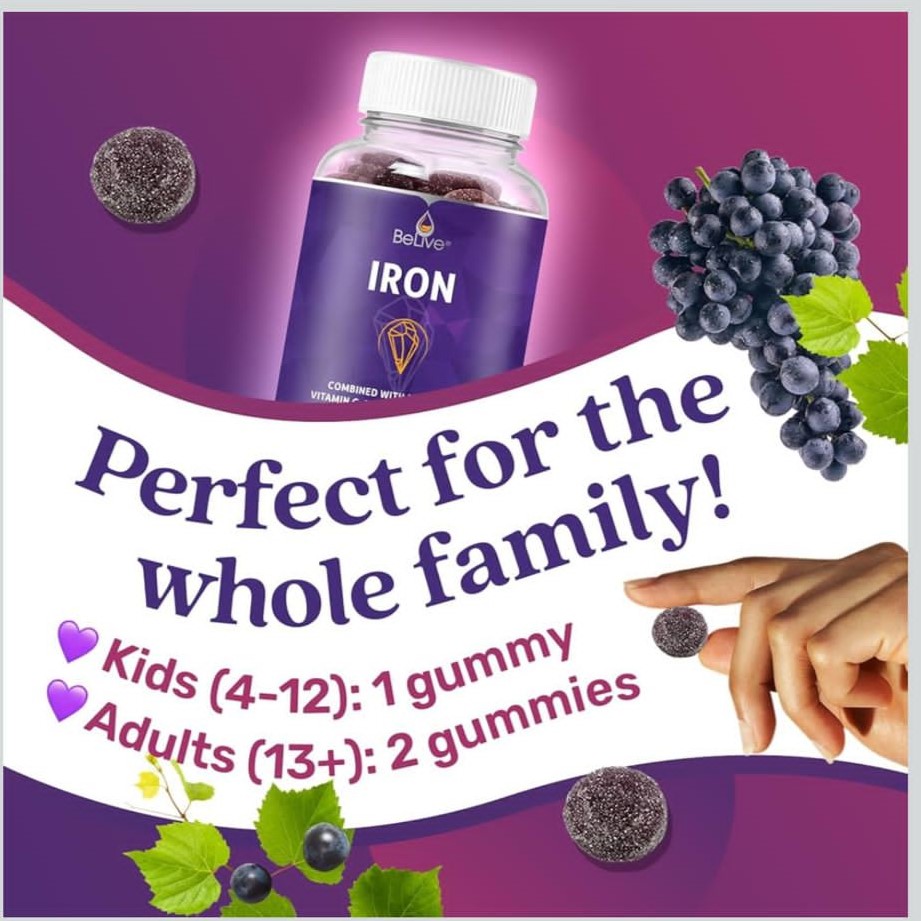 BeLive®
IRON
COMBINED WITH
VITAMIN C
Perfect for the
whole family!
Kids (4-12): 1 gummy
Adults (13+): 2 gummies